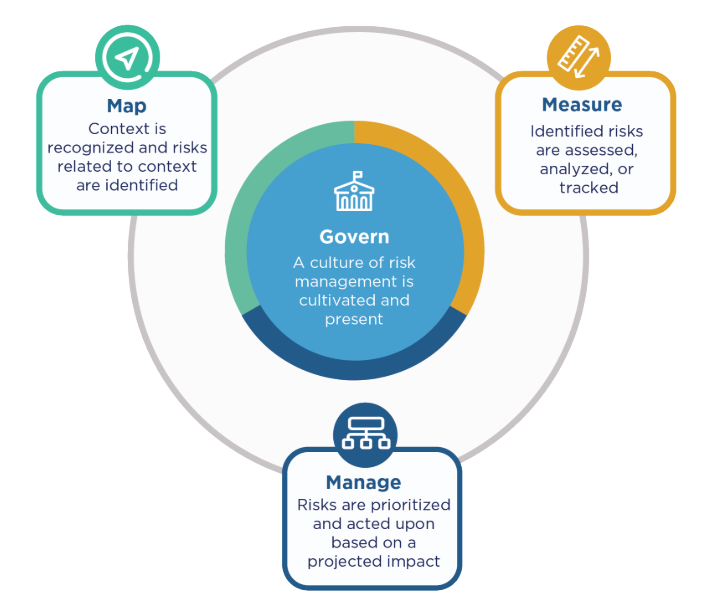 Map
Context is
recognized and risks
related to context
are identified
Measure
Identified risks
are assessed,
analyzed, or
tracked
Govern
A culture of risk
management is
cultivated and
present
Manage
Risks are prioritized
and acted upon
based on a
projected impact